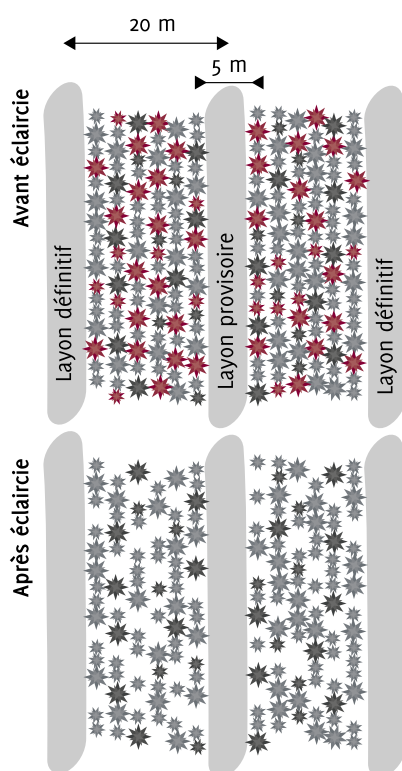 20 m
5 m
Avant éclaircie
Layon définitif
Layon provisoire
Layon définitif
Après éclaircie